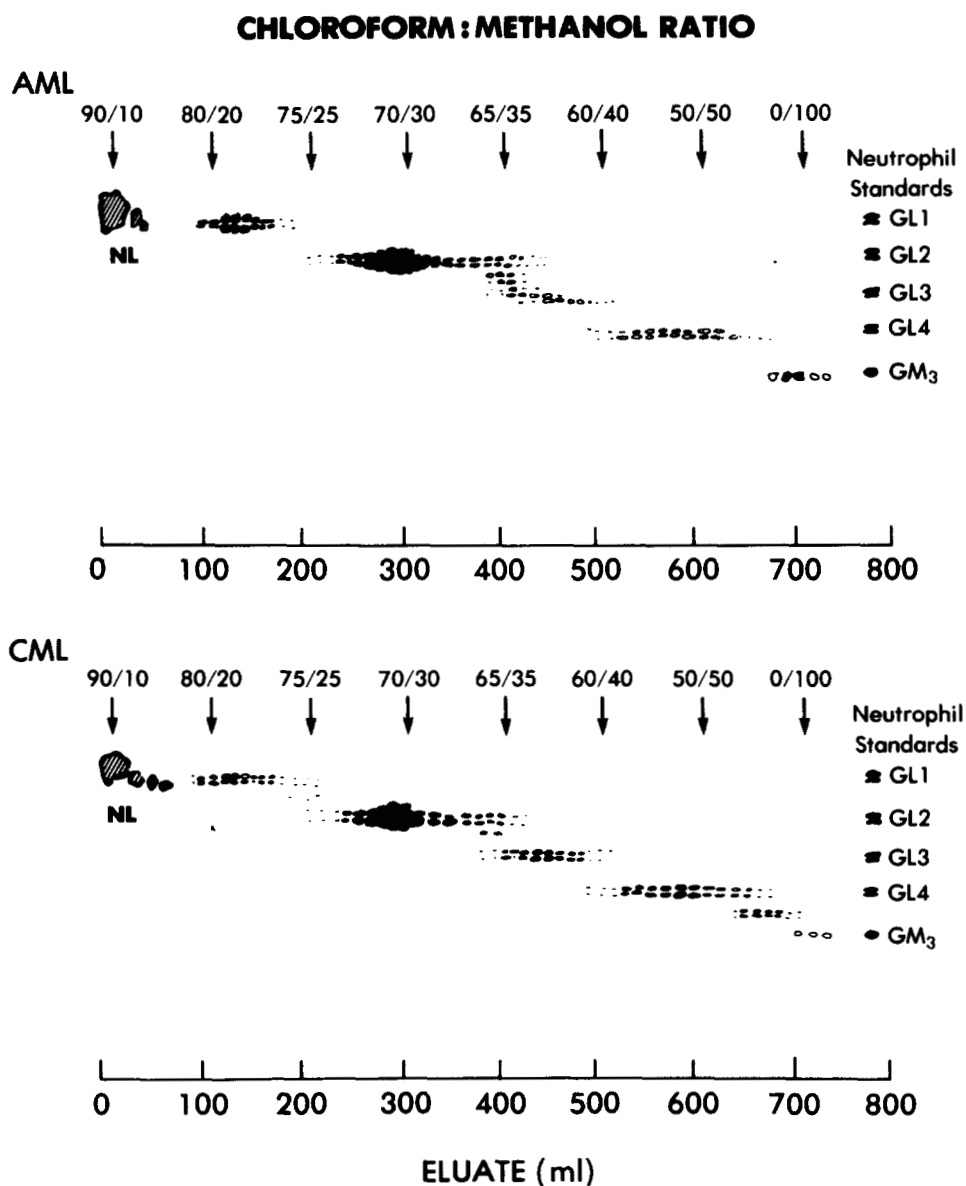 CHLOROFORM : METHANOL RATIO
AML
90/10 80/20 75/25 70/30 65/35 60/40 50/50 0/100
Neutrophil
Standards
GL1
NL
GL2
GL3
GL4
GM₃
0 100 200 300 400 500 600 700 800
CML
90/10 80/20 75/25 70/30 65/35 60/40 50/50 0/100
Neutrophil
Standards
GL1
NL
GL2
GL3
GL4
GM₃
0 100 200 300 400 500 600 700 800
ELUATE (ml)